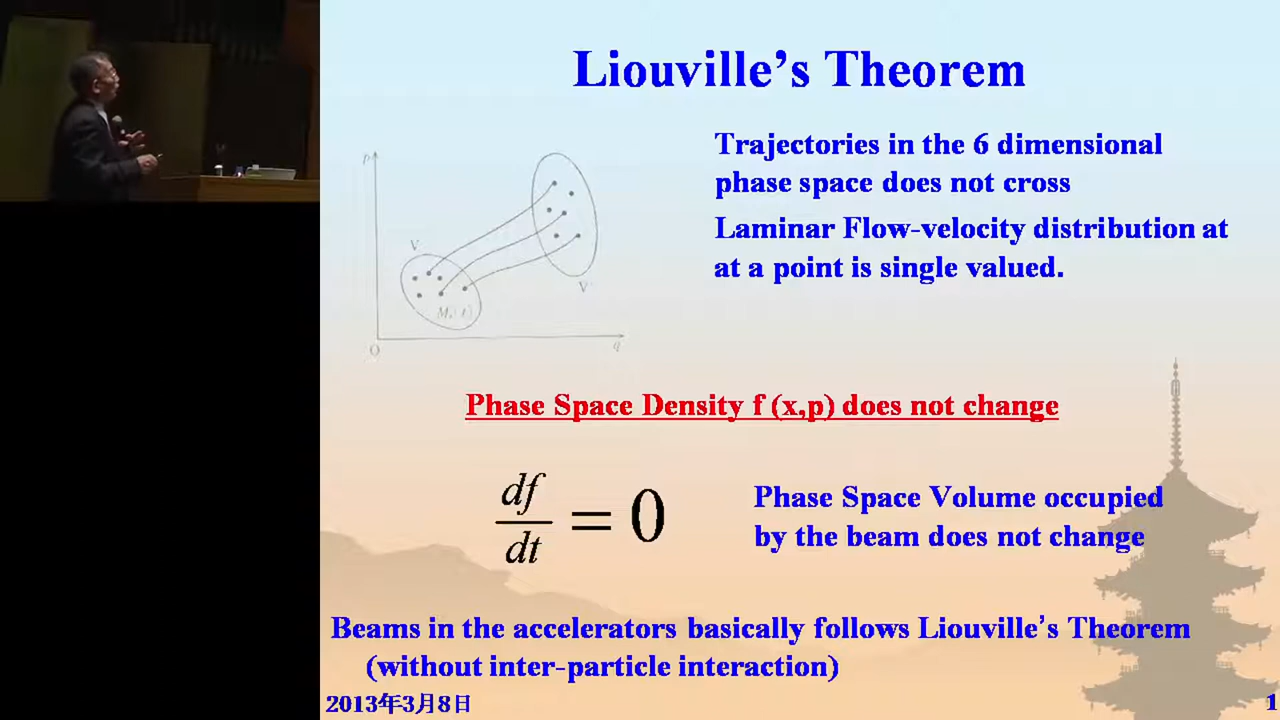 Liouville’s Theorem
Trajectories in the 6 dimensional
phase space does not cross
Laminar Flow-velocity distribution at
at a point is single valued.
p
V
V'
O
q
Phase Space Density f (x,p) does not change
df
dt
= 0
Phase Space Volume occupied
by the beam does not change
Beams in the accelerators basically follows Liouville’s Theorem
(without inter-particle interaction)
2013年3月8日
1